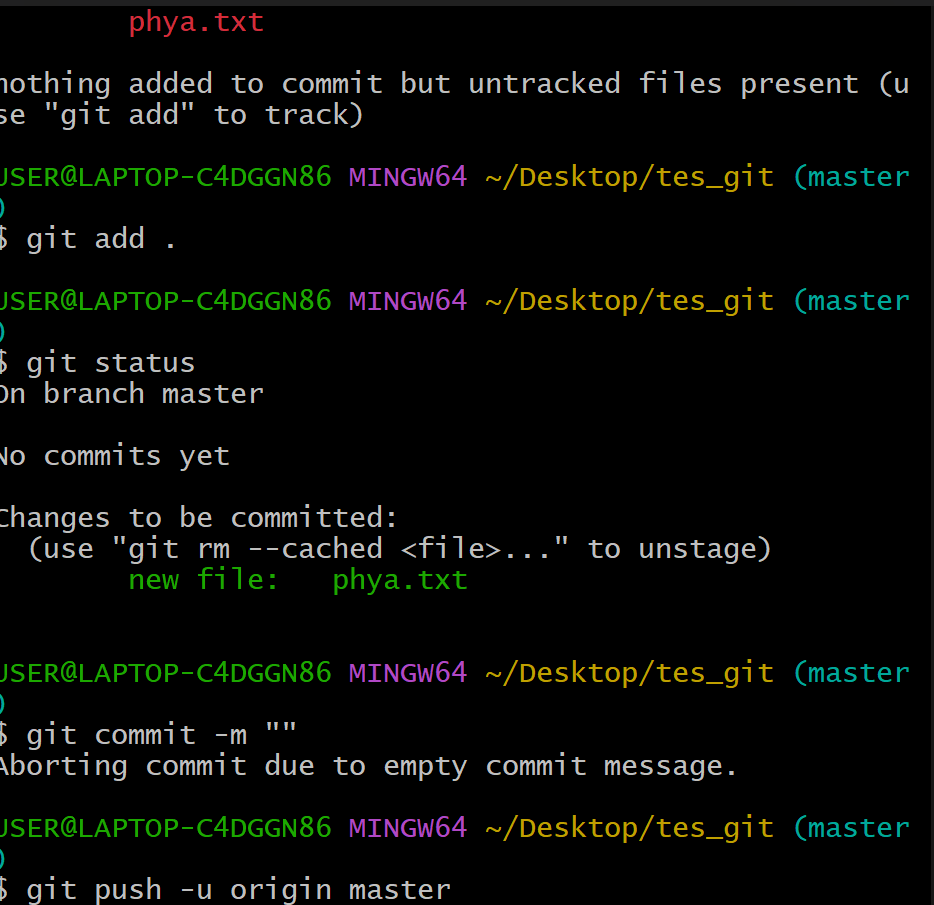 phya.txt
nothing added to commit but untracked files present (u
se "git add" to track)
USER@LAPTOP-C4DGGN86 MINGW64 ~/Desktop/tes_git (master
)
$ git add .
USER@LAPTOP-C4DGGN86 MINGW64 ~/Desktop/tes_git (master
)
$ git status
On branch master
No commits yet
Changes to be committed:
  (use "git rm --cached <file>..." to unstage)
new file:   phya.txt
USER@LAPTOP-C4DGGN86 MINGW64 ~/Desktop/tes_git (master
)
$ git commit -m ""
Aborting commit due to empty commit message.
USER@LAPTOP-C4DGGN86 MINGW64 ~/Desktop/tes_git (master
)
$ git push -u origin master